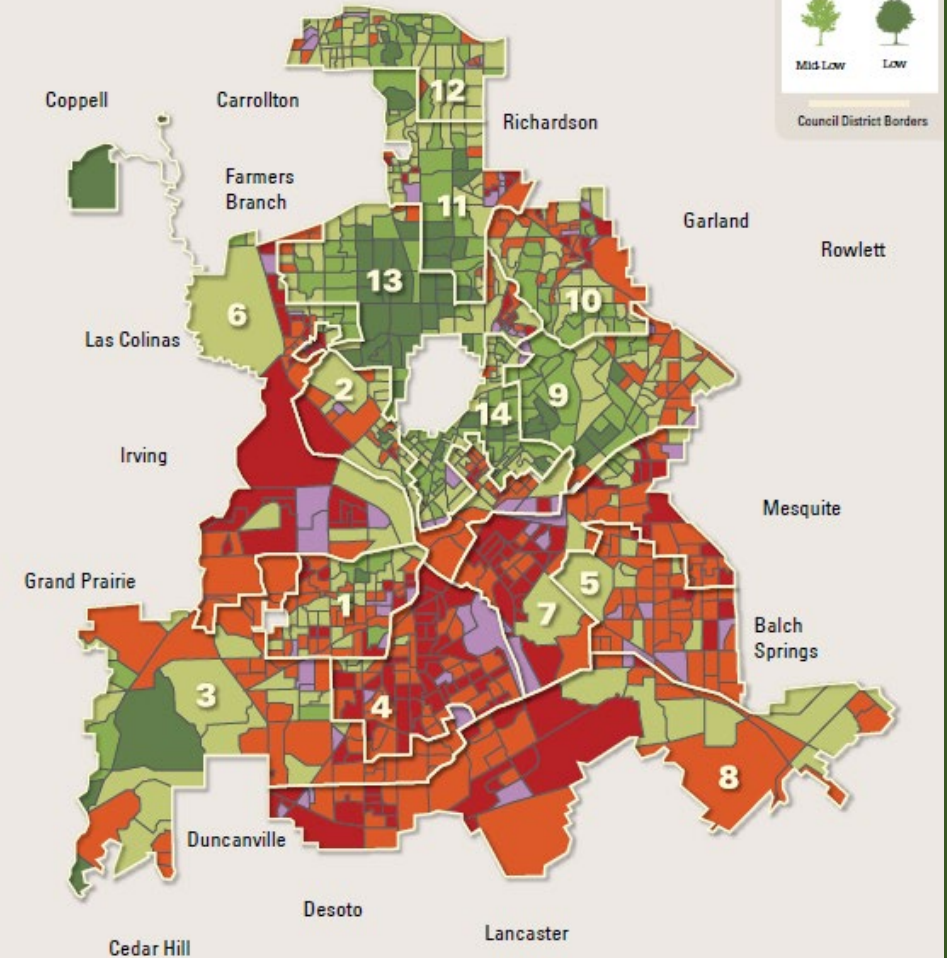 Mid-Low
Low
Council District Borders
Coppell
Carrollton
12
Richardson
Farmers
Branch
11
Garland
Rowlett
13
6
10
Las Colinas
2
9
14
Irving
Mesquite
Grand Prairie
5
1
7
Balch
Springs
3
4
8
Duncanville
Desoto
Lancaster
Cedar Hill